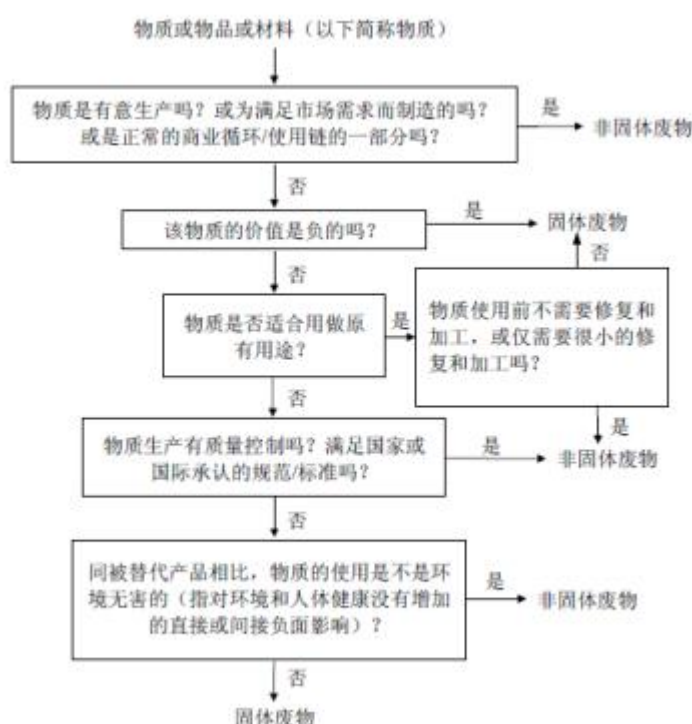 物质或物品或材料（以下简称物质）
物质是有意生产吗？或为满足市场需求而制造的吗？
或是正常的商业循环/使用链的一部分吗？
是
非固体废物
否
该物质的价值是负的吗？
是
固体废物
否
否
物质是否适合用做原
有用途？
是
物质使用前不需要修复和
加工，或仅需要很小的修
复和加工吗？
否
是
物质生产有质量控制吗？满足国家或
国际承认的规范/标准吗？
是
非固体废物
否
同被替代产品相比，物质的使用是不是环
境无害的（指对环境和人体健康没有增加
的直接或间接负面影响）？
是
非固体废物
否
固体废物